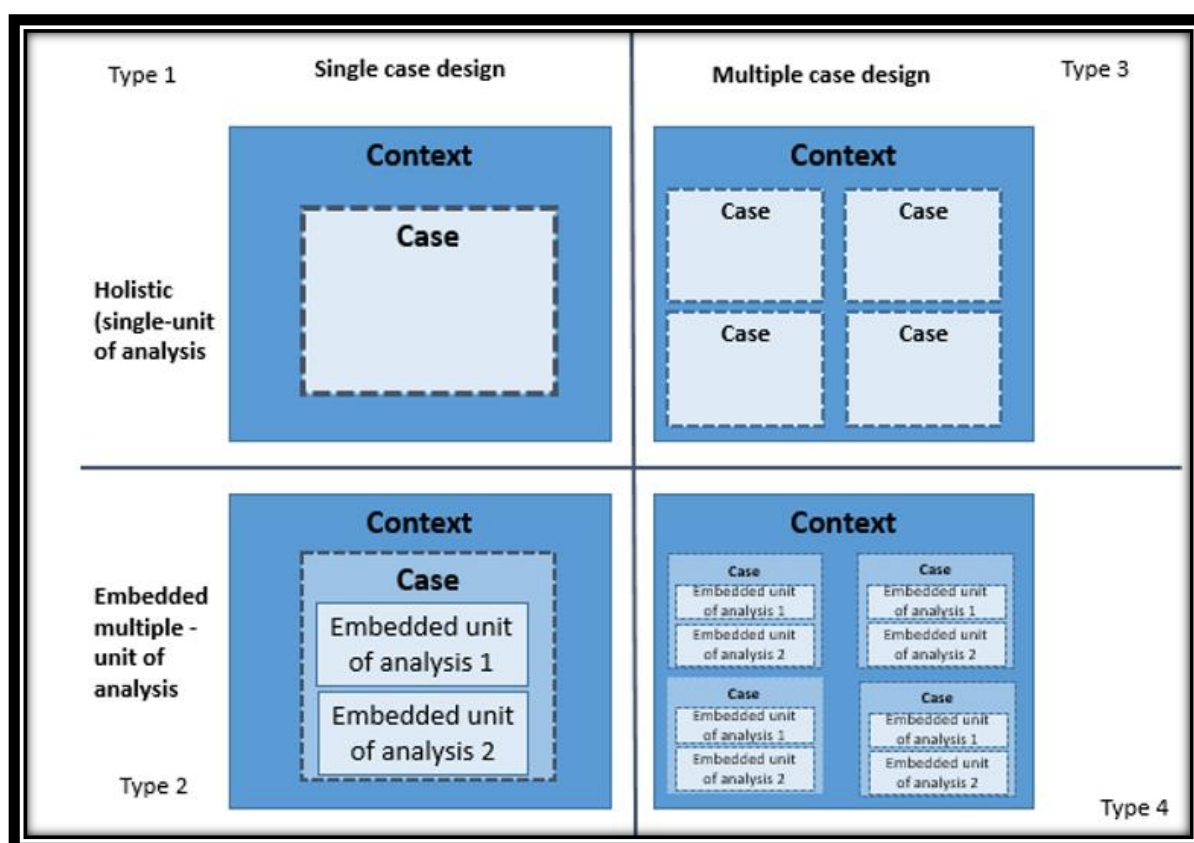 Type 1
Single case design
Multiple case design
Type 3
Holistic
(single-unit
of analysis
Context
Case
Context
Case
Case
Case
Case
Embedded
multiple -
unit of
analysis
Type 2
Context
Case
Embedded unit
of analysis 1
Embedded unit
of analysis 2
Context
Case
Embedded unit
of analysis 1
Embedded unit
of analysis 2
Case
Embedded unit
of analysis 1
Embedded unit
of analysis 2
Case
Embedded unit
of analysis 1
Embedded unit
of analysis 2
Case
Embedded unit
of analysis 1
Embedded unit
of analysis 2
Type 4